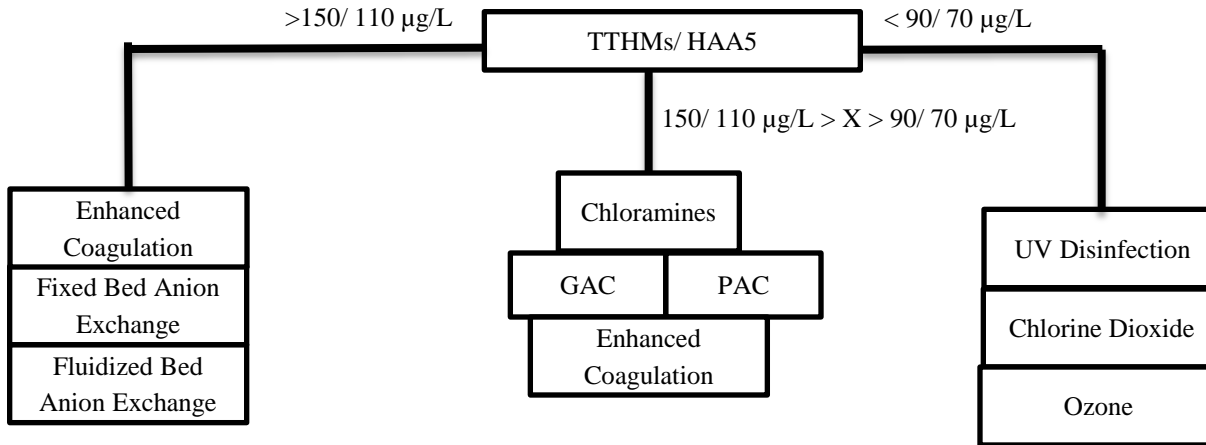 >150/ 110 µg/L
TTHMs/ HAA5
< 90/ 70 µg/L
150/ 110 µg/L > X > 90/ 70 µg/L
Enhanced
Coagulation
Fixed Bed Anion
Exchange
Fluidized Bed
Anion Exchange
Chloramines
GAC
PAC
Enhanced
Coagulation
UV Disinfection
Chlorine Dioxide
Ozone